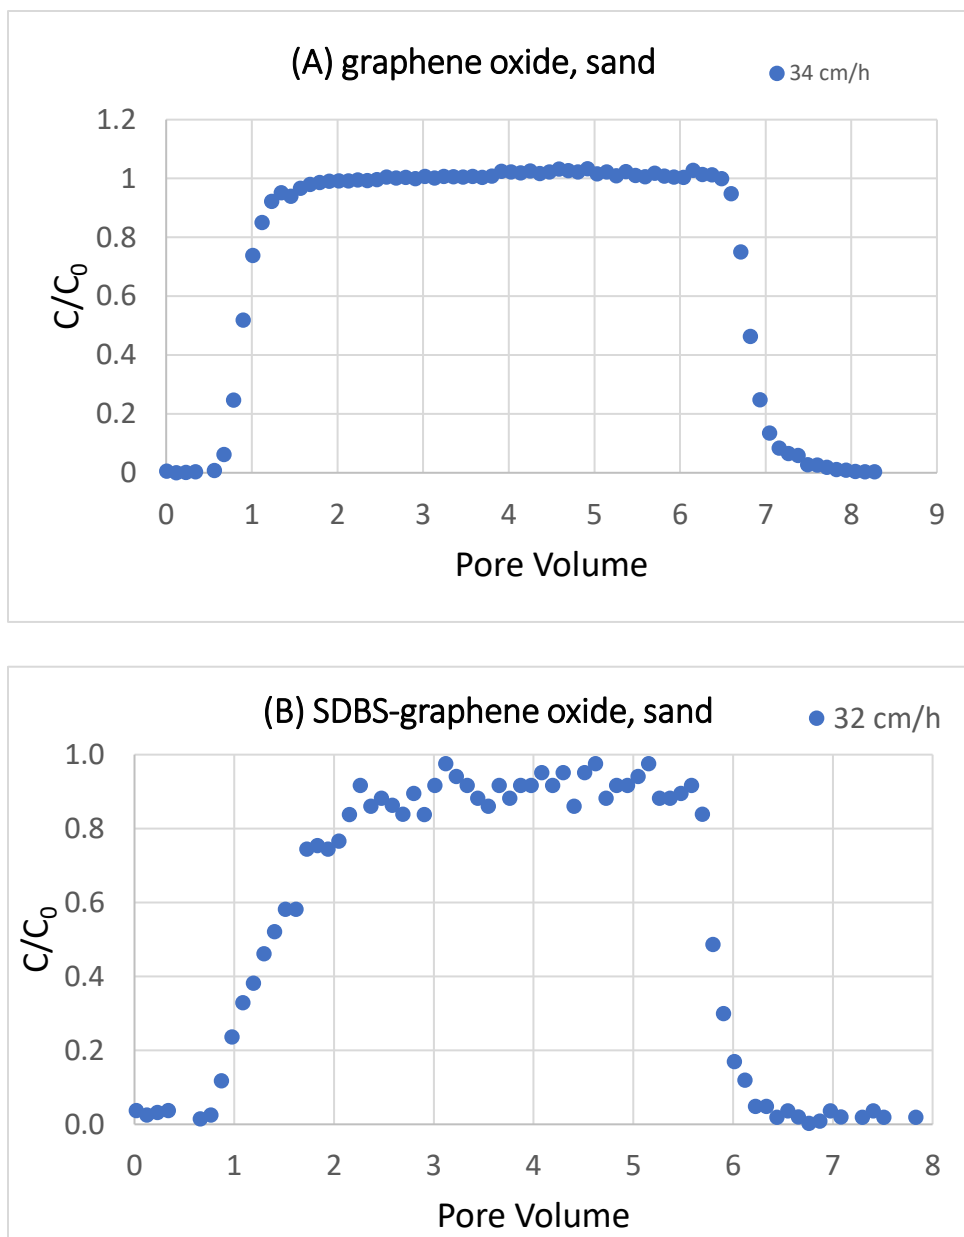 (A) graphene oxide, sand
34 cm/h
1.2
1
0.8
0.6
0.4
0.2
0
C/C₀
0 1 2 3 4 5 6 7 8 9
Pore Volume
(B) SDBS-graphene oxide, sand
32 cm/h
1.0
0.8
0.6
0.4
0.2
0.0
C/C₀
0 1 2 3 4 5 6 7 8
Pore Volume